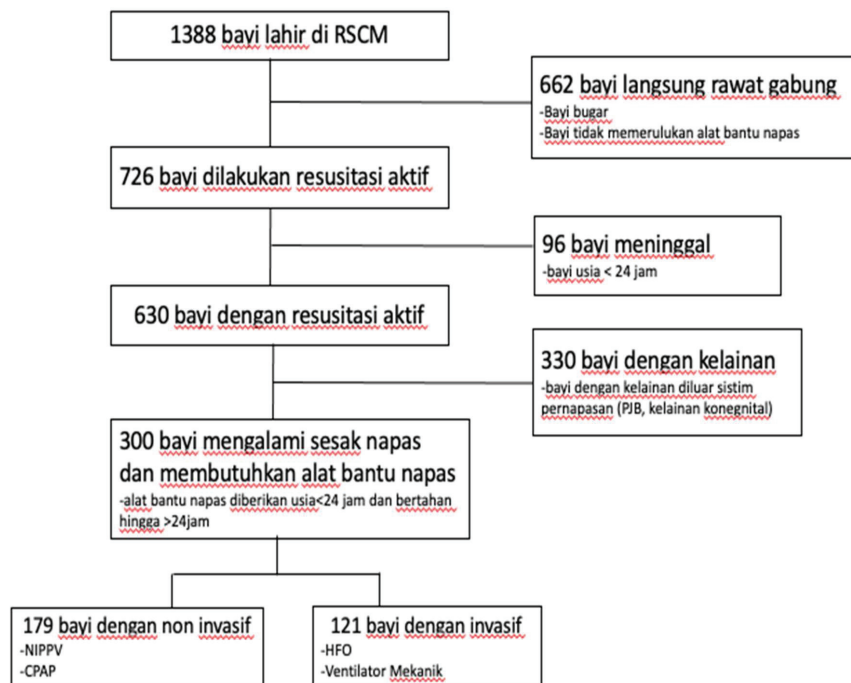 1388 bayi lahir di RSCM
662 bayi langsung rawat gabung
-Bayi bugar
-Bayi tidak memerulukan alat bantu napas
726 bayi dilakukan resusitasi aktif
96 bayi meninggal
-bayi usia < 24 jam
630 bayi dengan resusitasi aktif
330 bayi dengan kelainan
-bayi dengan kelainan diluar sistim
pernapasan (PJB, kelainan konegnital)
300 bayi mengalami sesak napas
dan membutuhkan alat bantu napas
-alat bantu napas diberikan usia<24 jam dan bertahan
hingga >24jam
179 bayi dengan non invasif
-NIPPV
-CPAP
121 bayi dengan invasif
-HFO
-Ventilator Mekanik